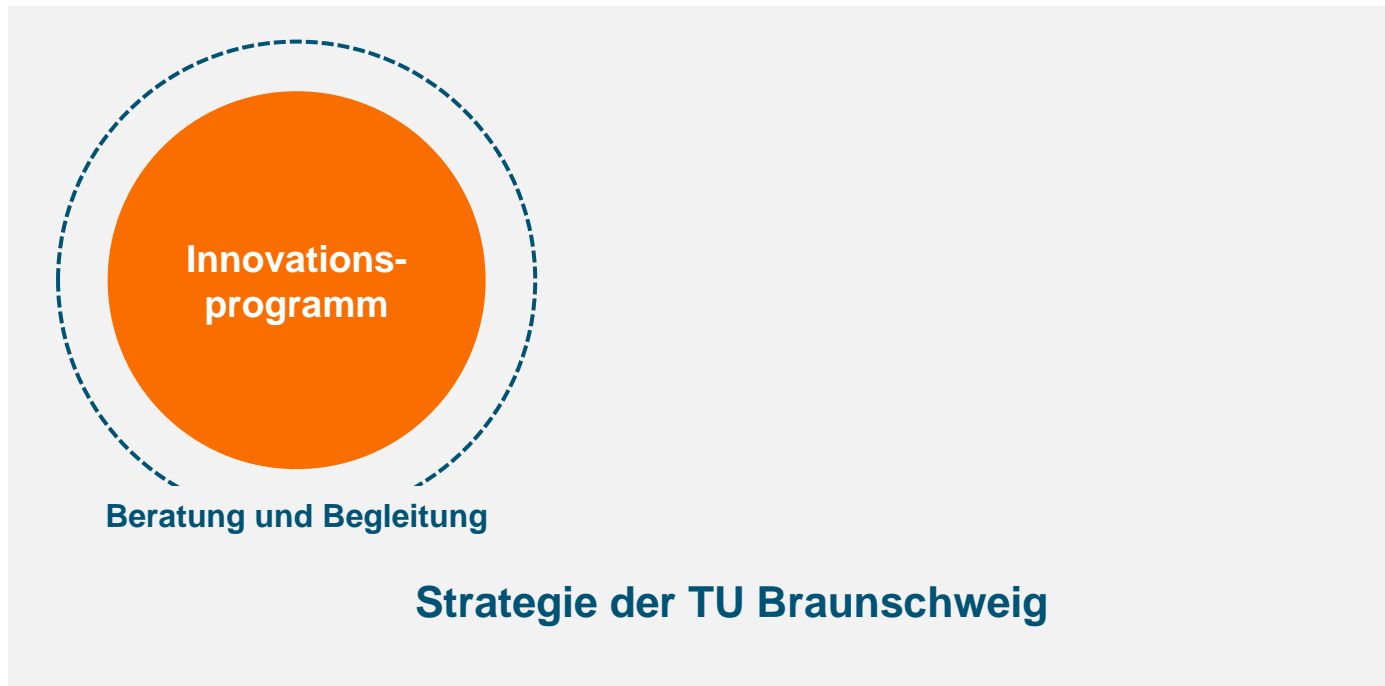 Innovations-
programm
Beratung und Begleitung
Strategie der TU Braunschweig